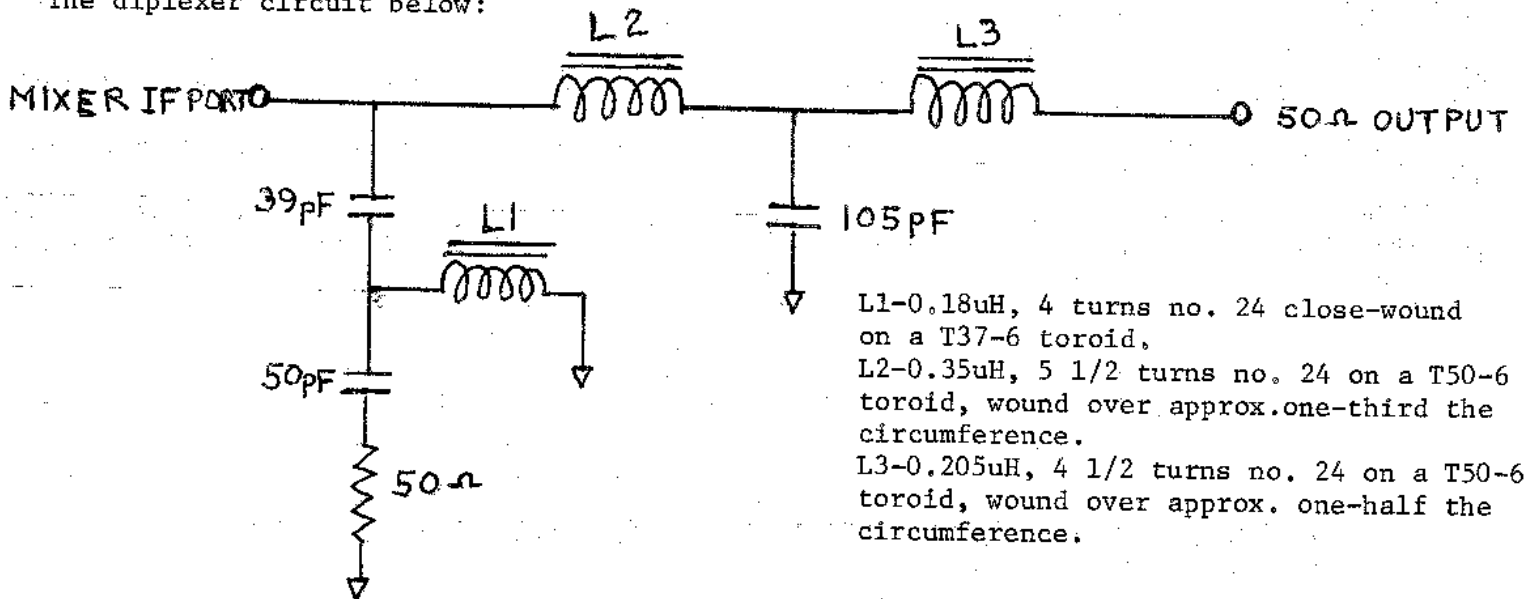 The diplexer circuit below:
L2
L3
MIXER IF PORT
50Ω OUTPUT
39pF
L1
105pF
50pF
50Ω
L1-0.18uH, 4 turns no. 24 close-wound
on a T37-6 toroid.
L2-0.35uH, 5 1/2 turns no. 24 on a T50-6
toroid, wound over approx.one-third the
circumference.
L3-0.205uH, 4 1/2 turns no. 24 on a T50-6
toroid, wound over approx. one-half the
circumference.